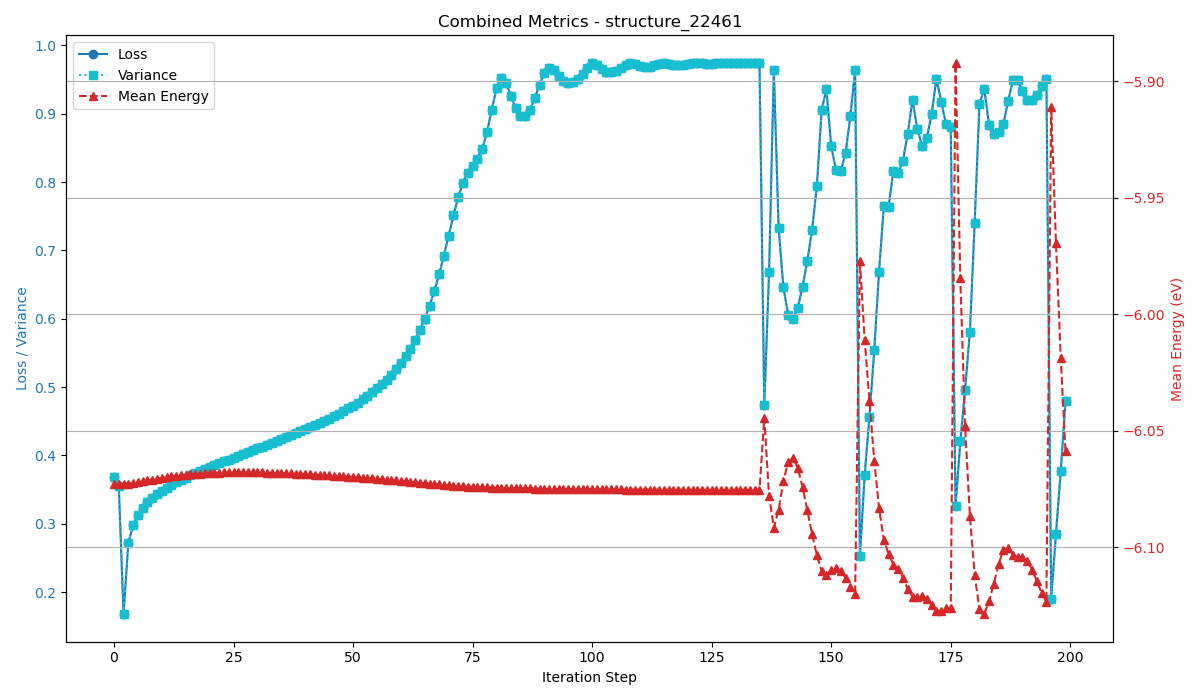 Combined Metrics - structure_22461
Loss
Variance
Mean Energy
1.0
0.9
0.8
0.7
0.6
0.5
0.4
0.3
0.2
Loss / Variance
−5.90
−5.95
−6.00
−6.05
−6.10
Mean Energy (eV)
0 25 50 75 100 125 150 175 200
Iteration Step